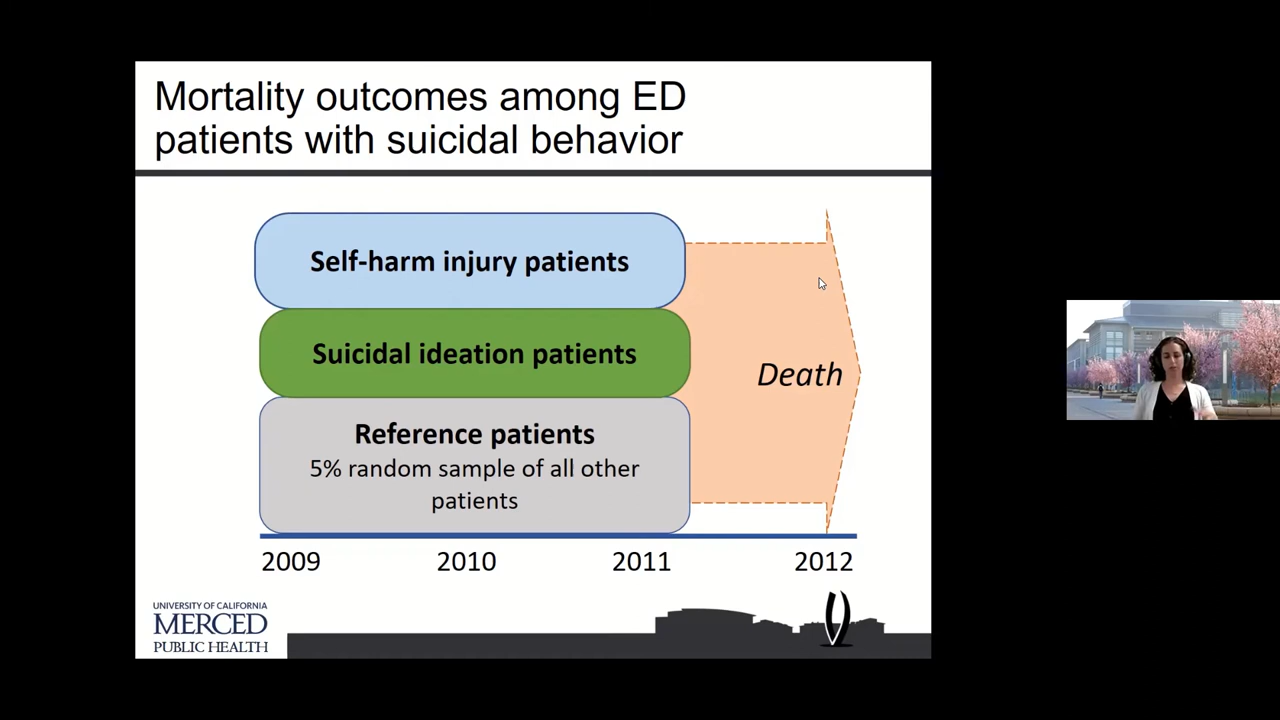 Mortality outcomes among ED
patients with suicidal behavior
Self-harm injury patients
Suicidal ideation patients
Reference patients
5% random sample of all other
patients
Death
2009 2010 2011 2012
UNIVERSITY OF CALIFORNIA
MERCED
PUBLIC HEALTH